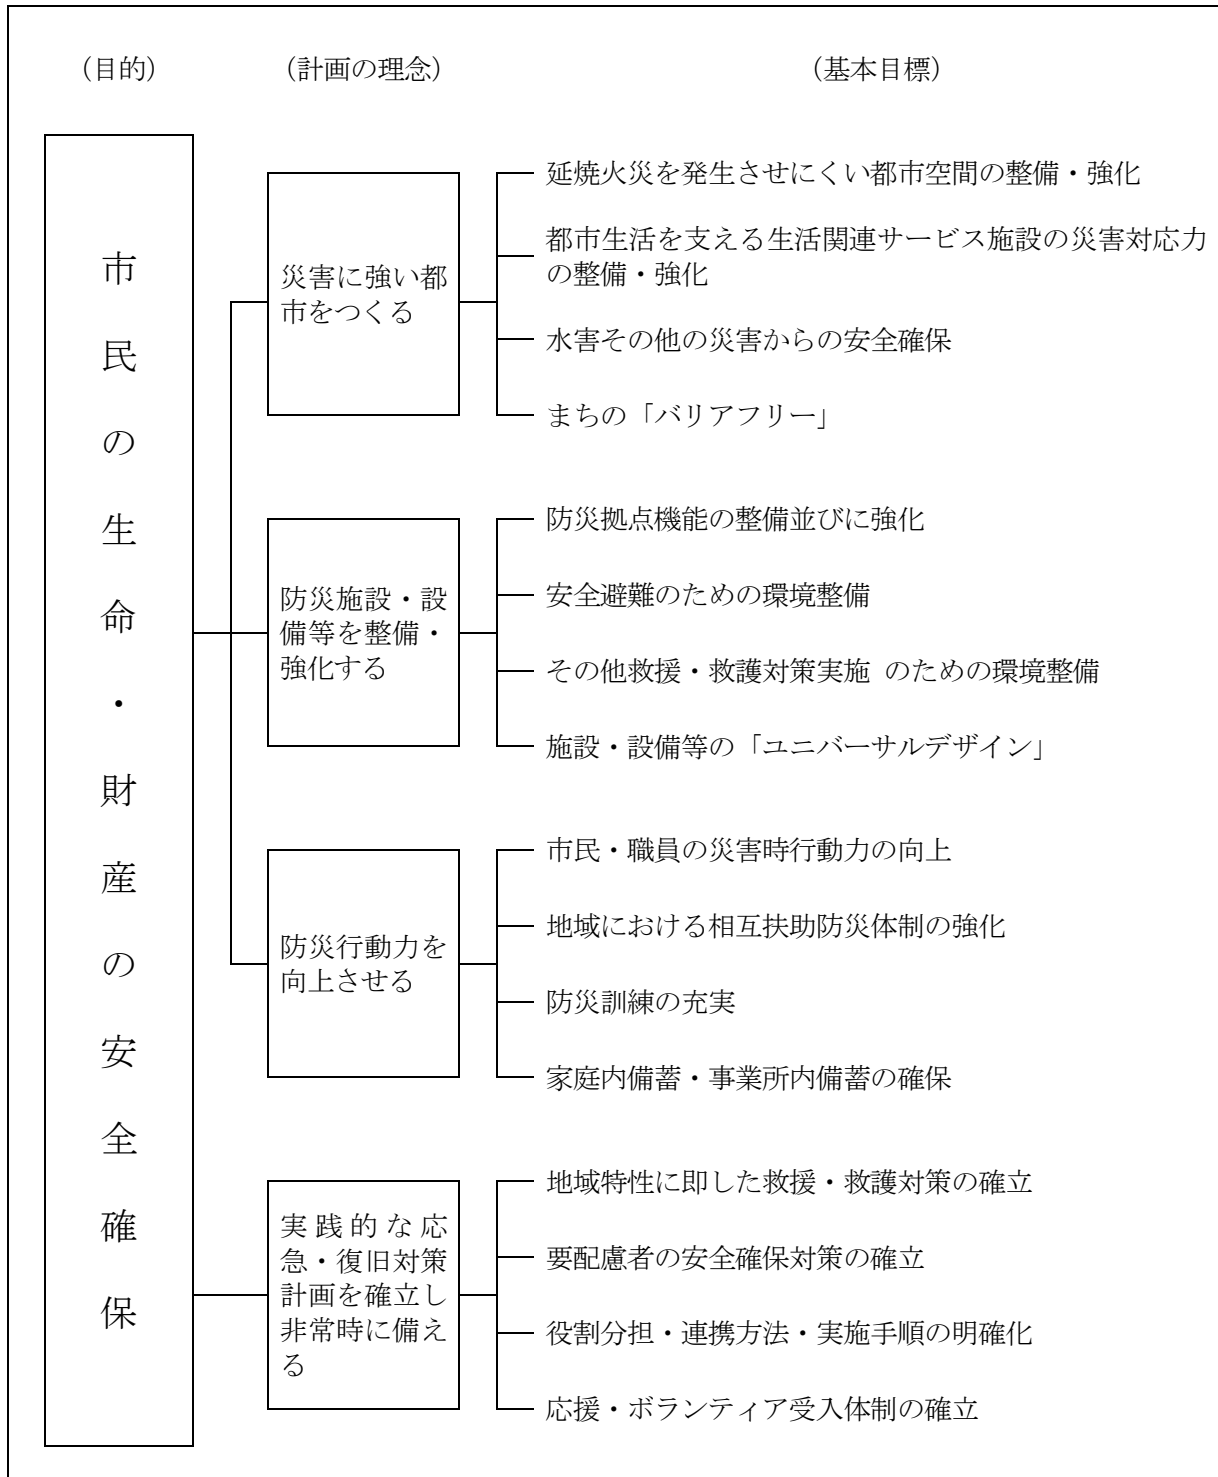 （目的）
（計画の理念）
（基本目標）
市民の生命・財産の安全確保
災害に強い都
市をつくる
延焼火災を発生させにくい都市空間の整備・強化
都市生活を支える生活関連サービス施設の災害対応力
の整備・強化
水害その他の災害からの安全確保
まちの「バリアフリー」
防災施設・設
備等を整備・
強化する
防災拠点機能の整備並びに強化
安全避難のための環境整備
その他救援・救護対策実施 のための環境整備
施設・設備等の「ユニバーサルデザイン」
防災行動力を
向上させる
市民・職員の災害時行動力の向上
地域における相互扶助防災体制の強化
防災訓練の充実
家庭内備蓄・事業所内備蓄の確保
実践的な応
急・復旧対策
計画を確立し
非常時に備え
る
地域特性に即した救援・救護対策の確立
要配慮者の安全確保対策の確立
役割分担・連携方法・実施手順の明確化
応援・ボランティア受入体制の確立